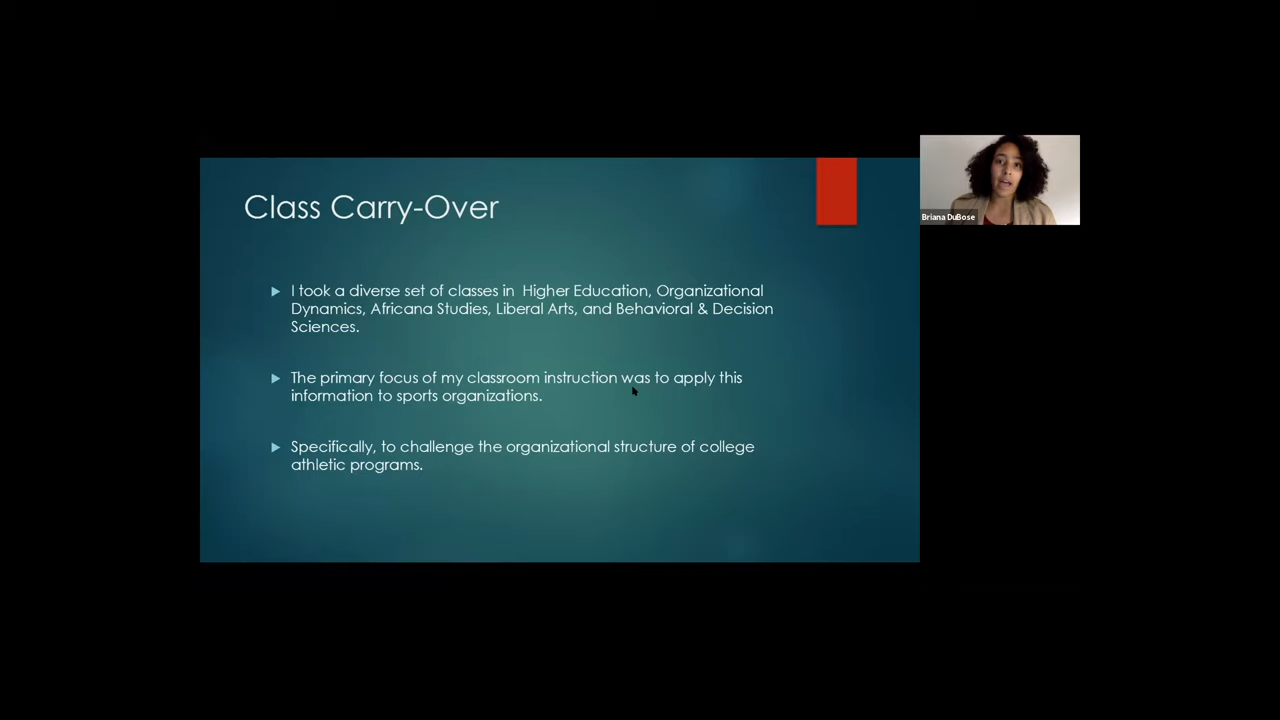 Class Carry-Over
Briana DuBose
I took a diverse set of classes in  Higher Education, Organizational
Dynamics, Africana Studies, Liberal Arts, and Behavioral & Decision
Sciences.
The primary focus of my classroom instruction was to apply this
information to sports organizations.
Specifically, to challenge the organizational structure of college
athletic programs.